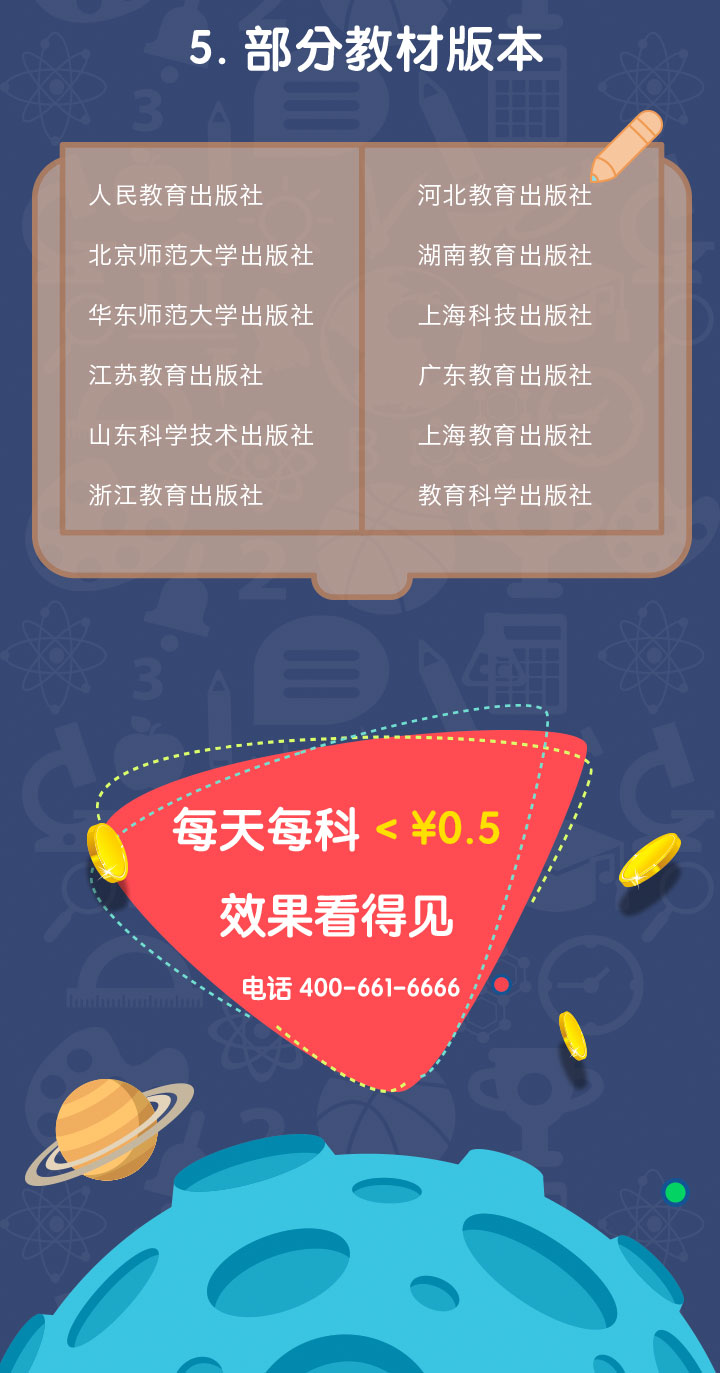 5. 部分教材版本
人民教育出版社
北京师范大学出版社
华东师范大学出版社
江苏教育出版社
山东科学技术出版社
浙江教育出版社
河北教育出版社
湖南教育出版社
上海科技出版社
广东教育出版社
上海教育出版社
教育科学出版社
每天每科 < ¥0.5
效果看得见
电话 400-661-6666